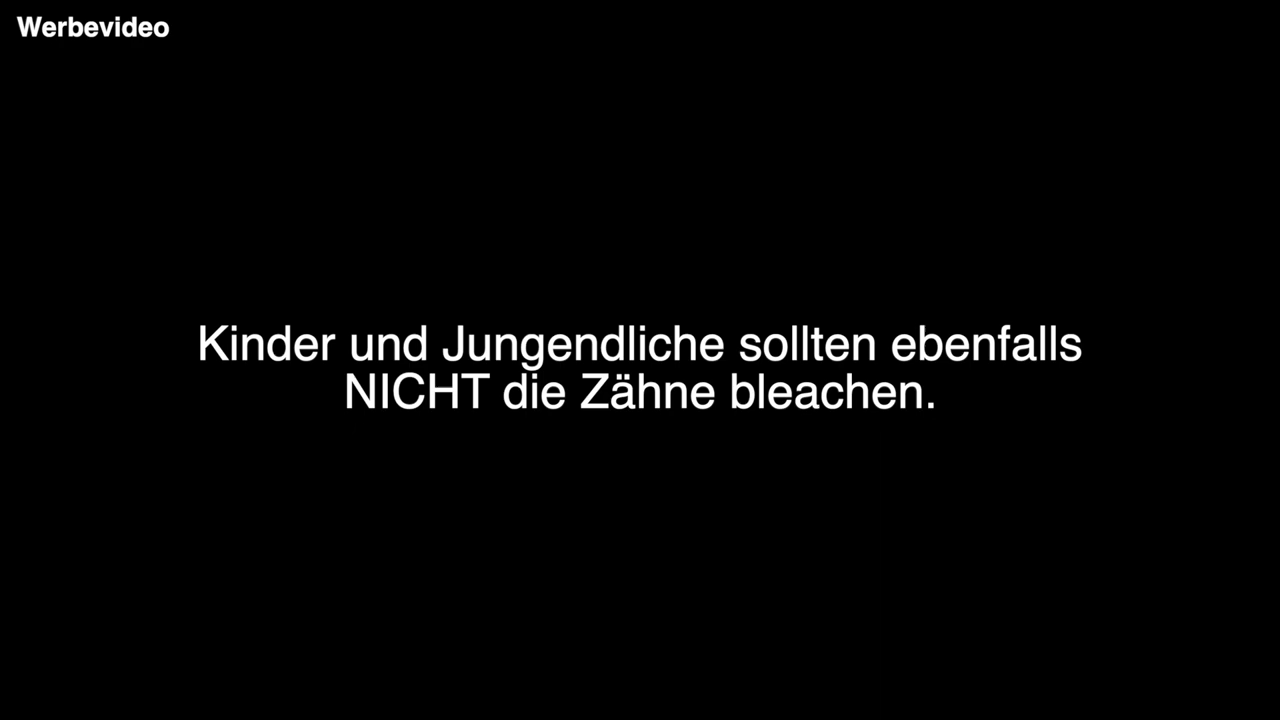 Werbevideo
Kinder und Jungendliche sollten ebenfalls
NICHT die Zähne bleachen.